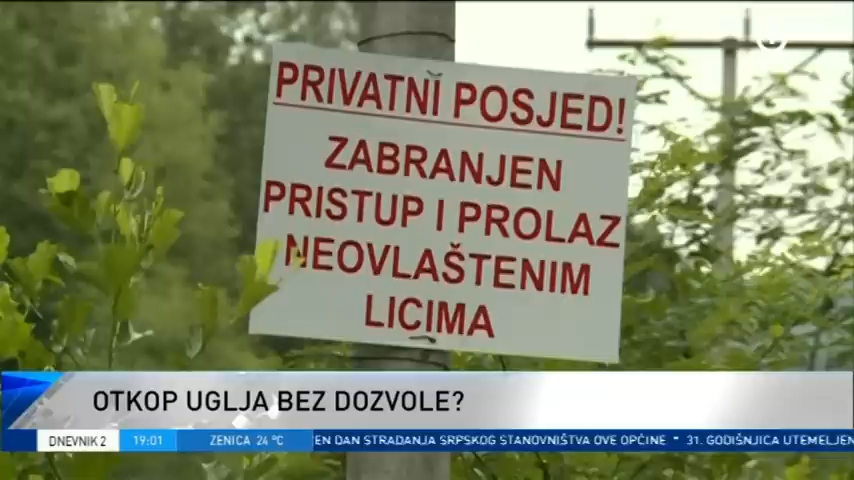 PRIVATNI POSJED!
ZABRANJEN
PRISTUP I PROLAZ
NEOVLAŠTENIM
LICIMA
OTKOP UGLJA BEZ DOZVOLE?
DNEVNIK 2 19:01 ZENICA 24 °C EN DAN STRADANJA SRPSKOG STANOVNIŠTVA OVE OPĆINE * 31. GODIŠNJICA UTEMELJEN